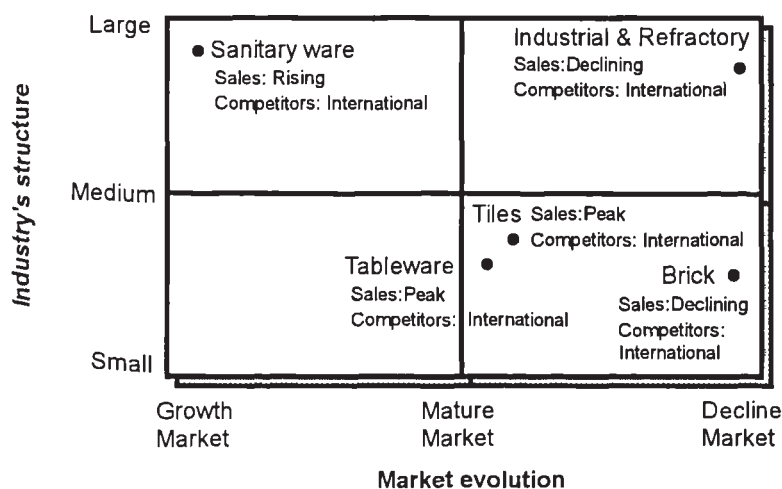 Large
Sanitary ware
Sales: Rising
Competitors: International
Industrial & Refractory
Sales:Declining
Competitors: International
Industry's structure
Medium
Tiles Sales:Peak
Competitors: International
Tableware
Sales:Peak
Competitors: International
Brick
Sales:Declining
Competitors:
International
Small
Growth
Market
Mature
Market
Decline
Market
Market evolution